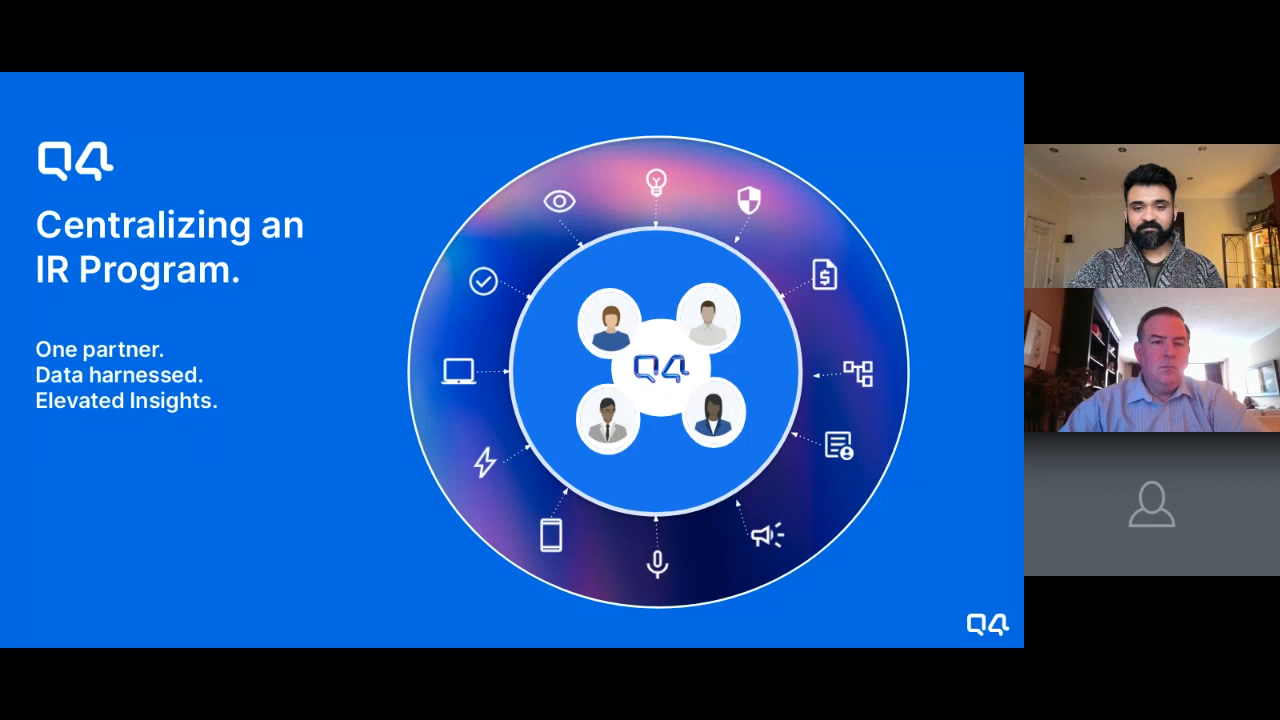 Q4
Centralizing an
IR Program.
One partner.
Data harnessed.
Elevated Insights.
Q4
Q4